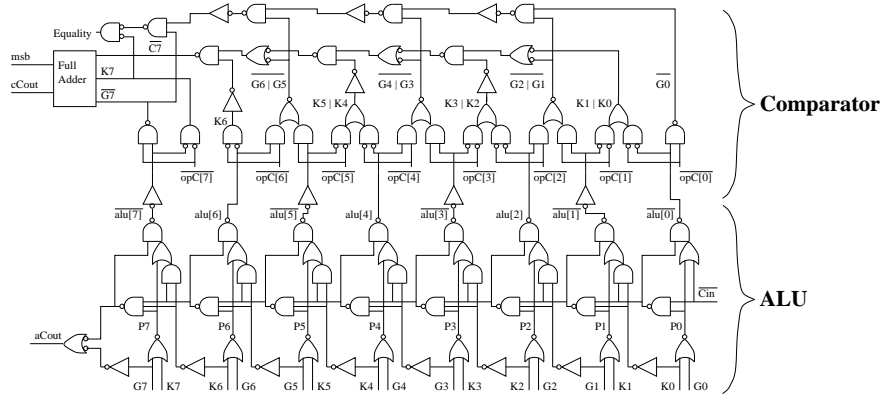 Equality
C7
msb
Full Adder
K7
cCout
G7
G6 | G5
G4 | G3
G2 | G1
G0
K6
K5 | K4
K3 | K2
K1 | K0
Comparator
opC[7]
opC[6]
opC[5]
opC[4]
opC[3]
opC[2]
opC[1]
opC[0]
alu[7]
alu[6]
alu[5]
alu[4]
alu[3]
alu[2]
alu[1]
alu[0]
Cin
ALU
P7
P6
P5
P4
P3
P2
P1
P0
aCout
G7 K7 K6 G6 G5 K5 K4 G4 G3 K3 K2 G2 G1 K1 K0 G0